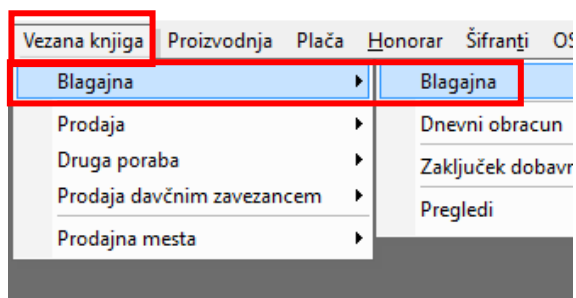 Vezana knjiga Proizvodnja Plača Honorar Šifranti OS
Blagajna Blagajna
Prodaja Dnevni obracun
Druga poraba Zaključek dobavn
Prodaja davčnim zavezancem Pregledi
Prodajna mesta